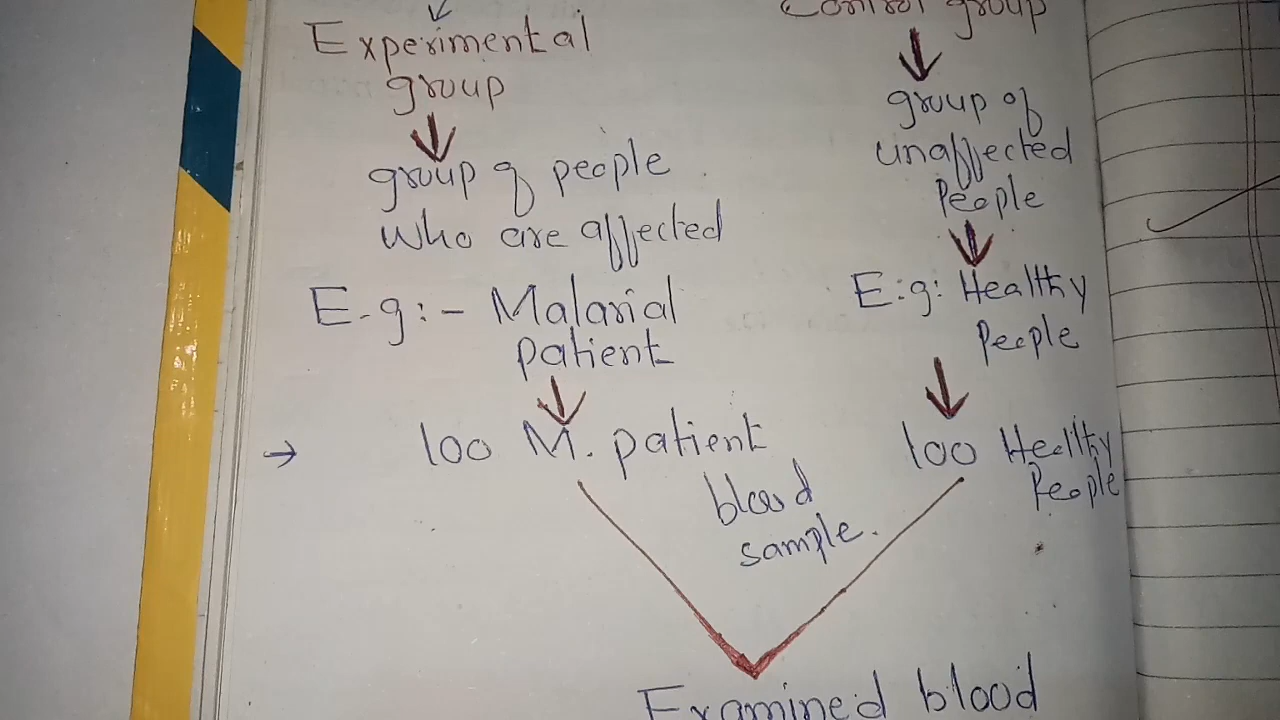 Experimental
group
group of people
who are affected
E.g:- Malarial
patient
→ 100 M. patient
blood
sample.
Control group
group of
unaffected
People
E.g: Healthy
People
100 Healthy
People
Examined blood